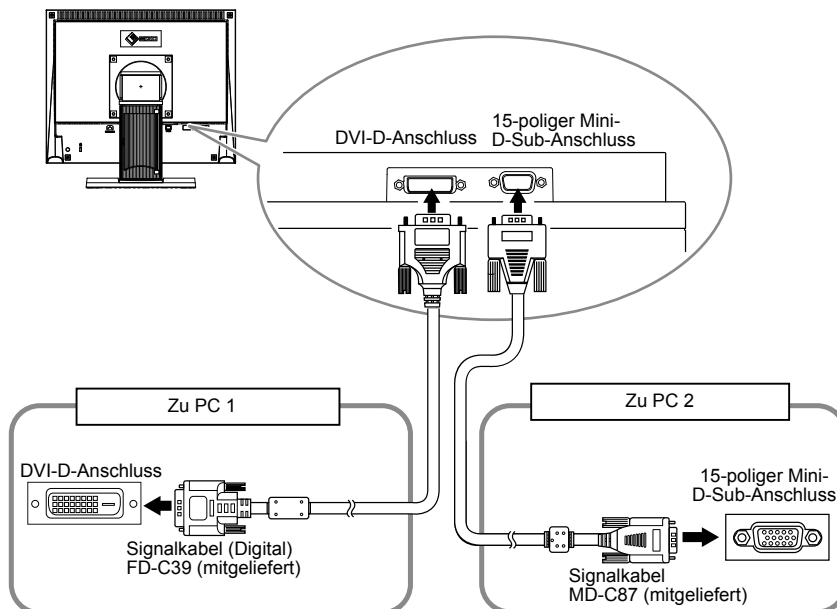 DVI-D-Anschluss
15-poliger Mini-
D-Sub-Anschluss
Zu PC 1
DVI-D-Anschluss
Signalkabel (Digital)
FD-C39 (mitgeliefert)
Zu PC 2
15-poliger Mini-
D-Sub-Anschluss
Signalkabel
MD-C87 (mitgeliefert)